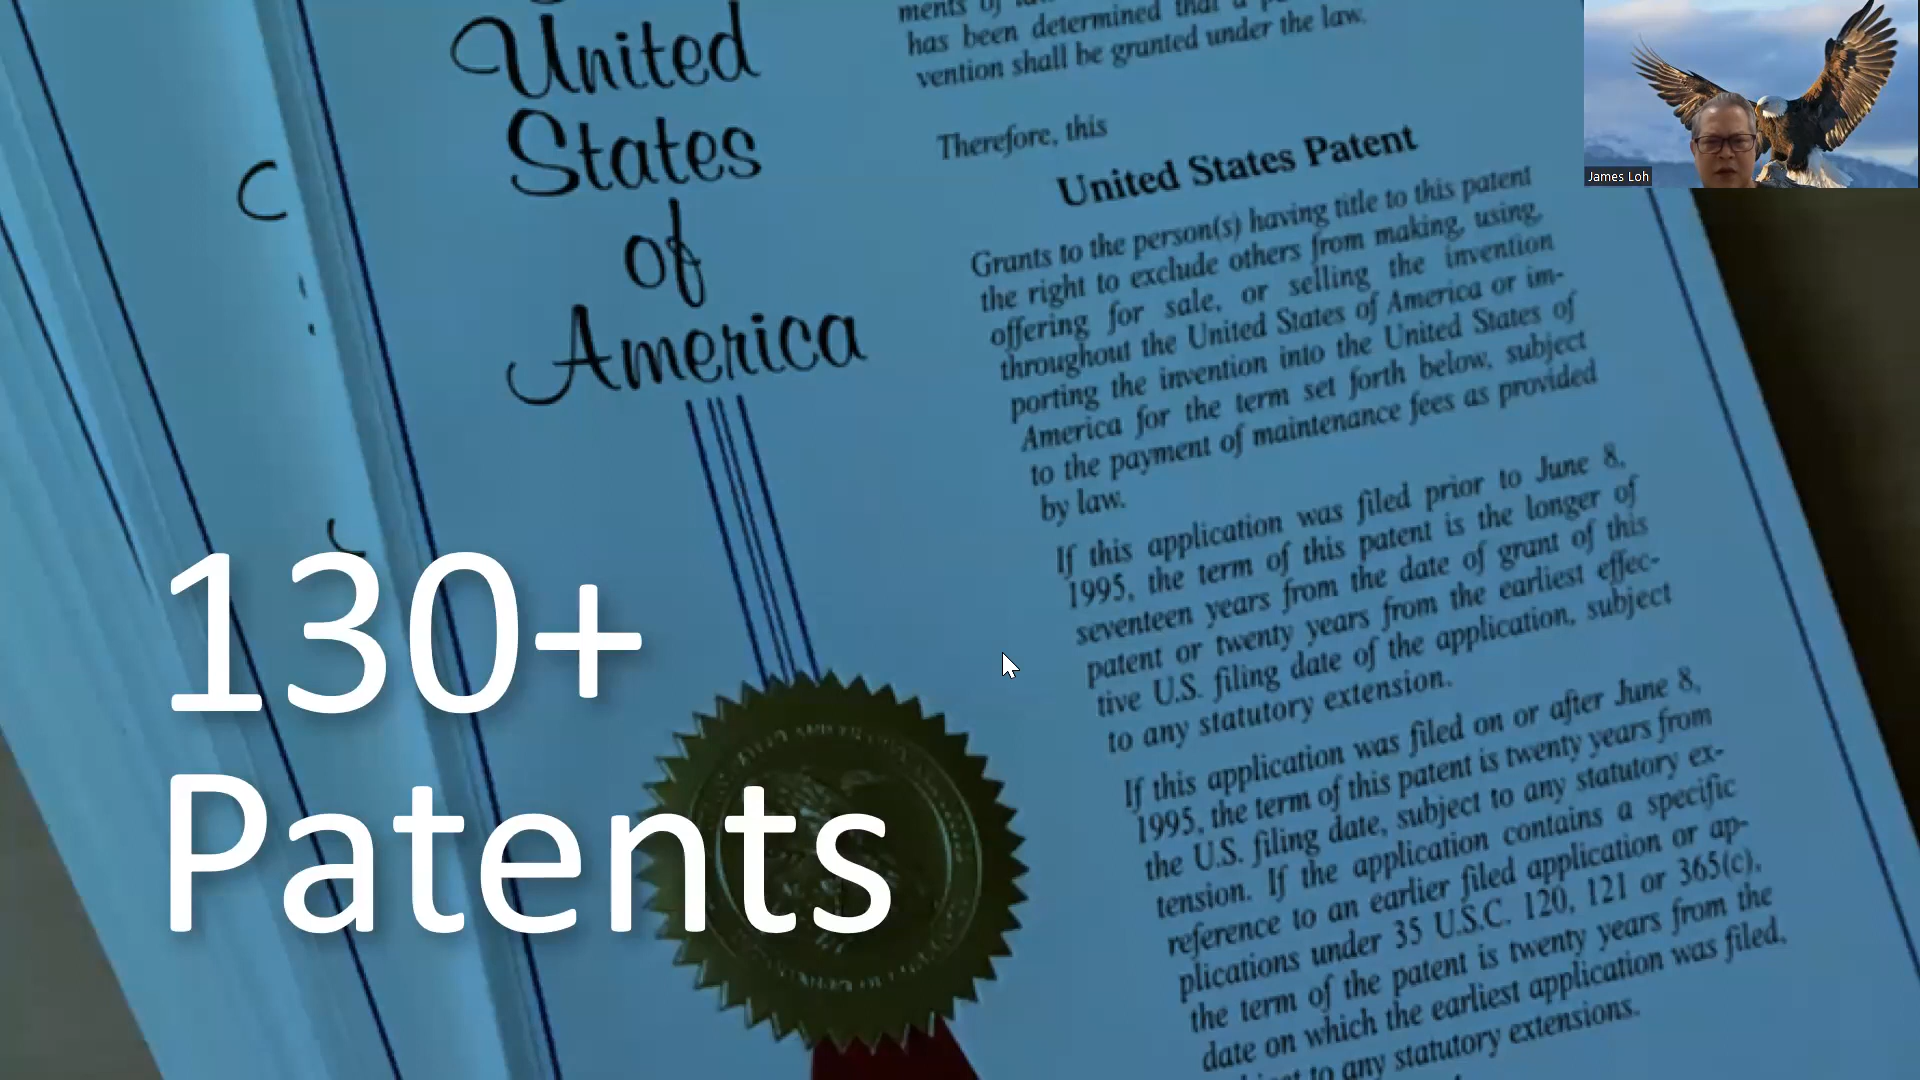 United
States
of
America
has been determined that a
vention shall be granted under the law.
Therefore, this
United States Patent
Grants to the person(s) having title to this patent
the right to exclude others from making, using,
offering for sale, or selling the invention
throughout the United States of America or im-
porting the invention into the United States of
America for the term set forth below, subject
to the payment of maintenance fees as provided
by law.
If this application was filed prior to June 8,
1995, the term of this patent is the longer of
seventeen years from the date of grant of this
patent or twenty years from the earliest effec-
tive U.S. filing date of the application, subject
to any statutory extension.
If this application was filed on or after June 8,
1995, the term of this patent is twenty years from
the U.S. filing date, subject to any statutory ex-
tension. If the application contains a specific
reference to an earlier filed application or ap-
plications under 35 U.S.C. 120, 121 or 365(c),
the term of the patent is twenty years from the
date on which the earliest application was filed,
to any statutory extensions.
130+
Patents
James Loh